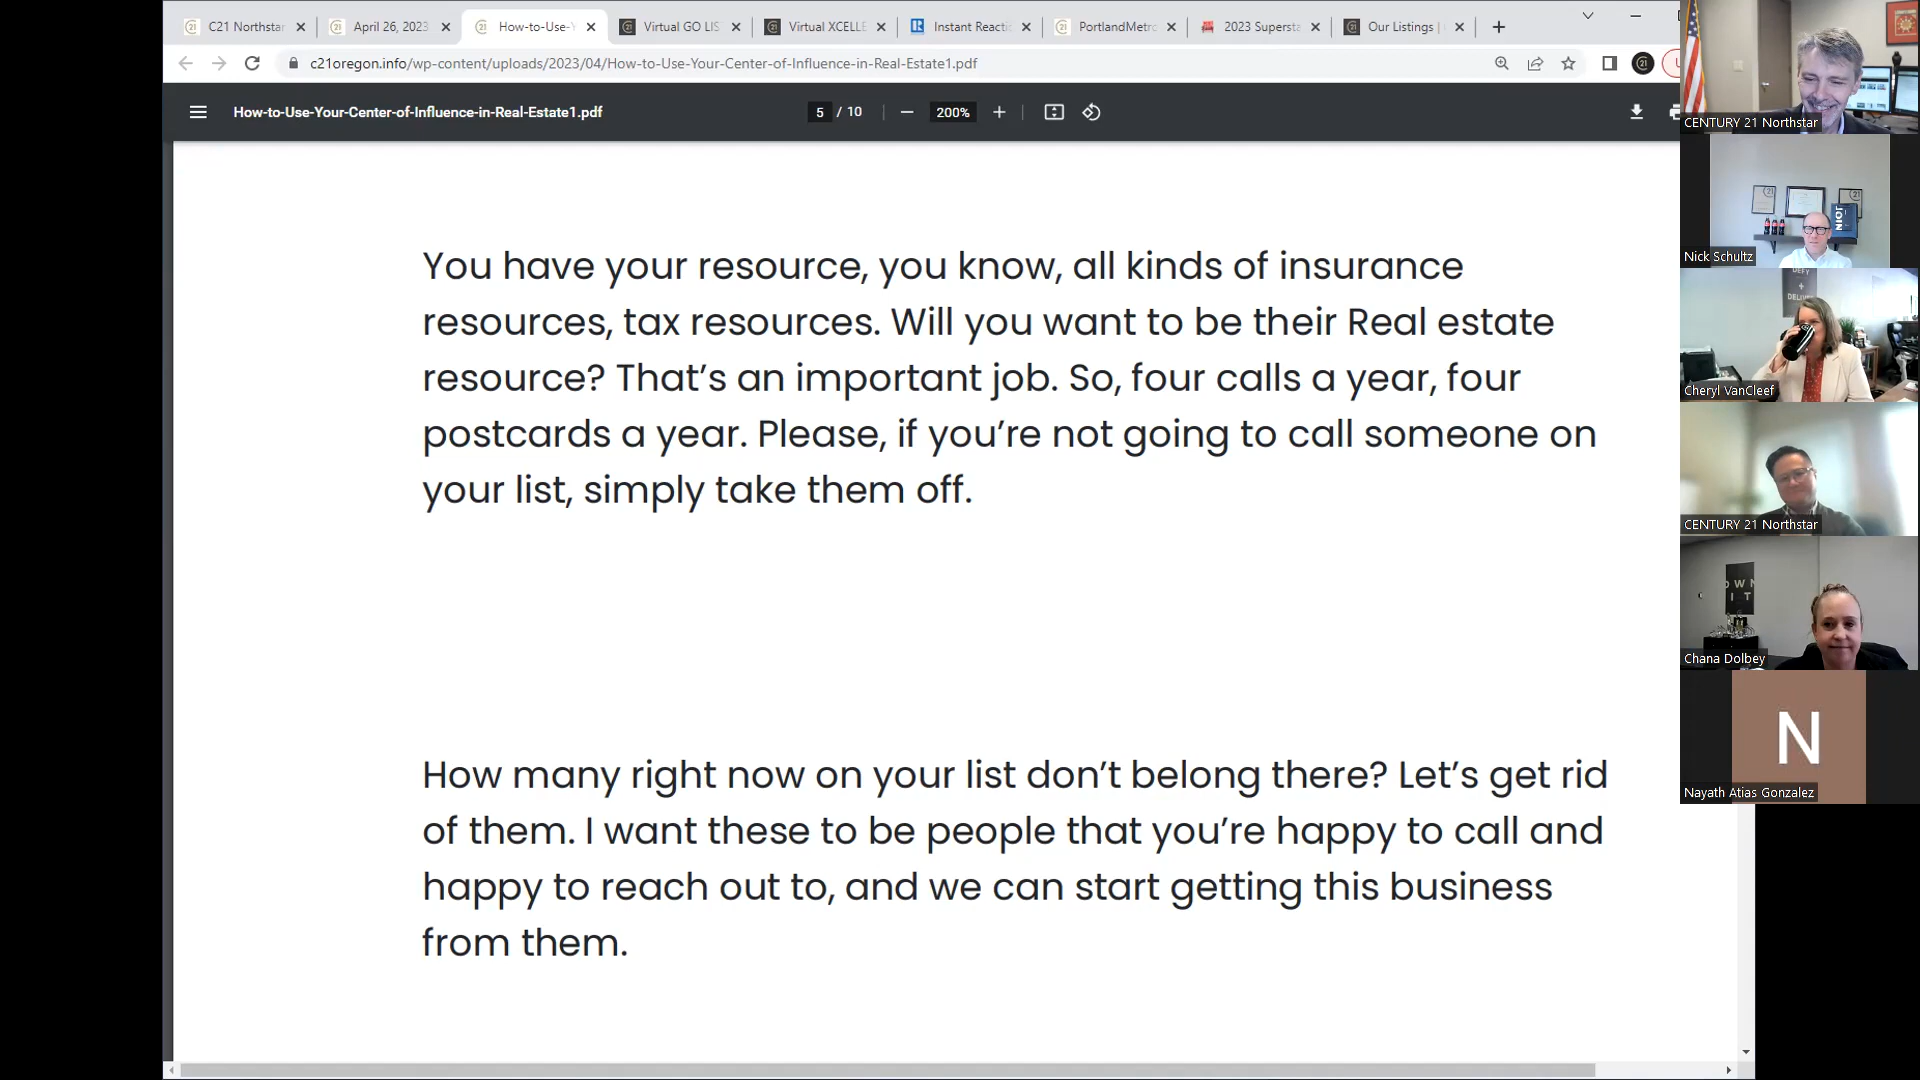 C21 Northstar
April 26, 2023
How-to-Use-Y
Virtual GO LIS
Virtual XCELLE
Instant Reacti
PortlandMetro
2023 Supersta
Our Listings |
c21oregon.info/wp-content/uploads/2023/04/How-to-Use-Your-Center-of-Influence-in-Real-Estate1.pdf
How-to-Use-Your-Center-of-Influence-in-Real-Estate1.pdf
5 / 10
200%
You have your resource, you know, all kinds of insurance
resources, tax resources. Will you want to be their Real estate
resource? That’s an important job. So, four calls a year, four
postcards a year. Please, if you’re not going to call someone on
your list, simply take them off.
How many right now on your list don’t belong there? Let’s get rid
of them. I want these to be people that you’re happy to call and
happy to reach out to, and we can start getting this business
from them.
CENTURY 21 Northstar
JOIN
Nick Schultz
DEFY
+
DELIV
Cheryl VanCleef
CENTURY 21 Northstar
OWN
IT
Chana Dolbey
N
Nayath Atias Gonzalez